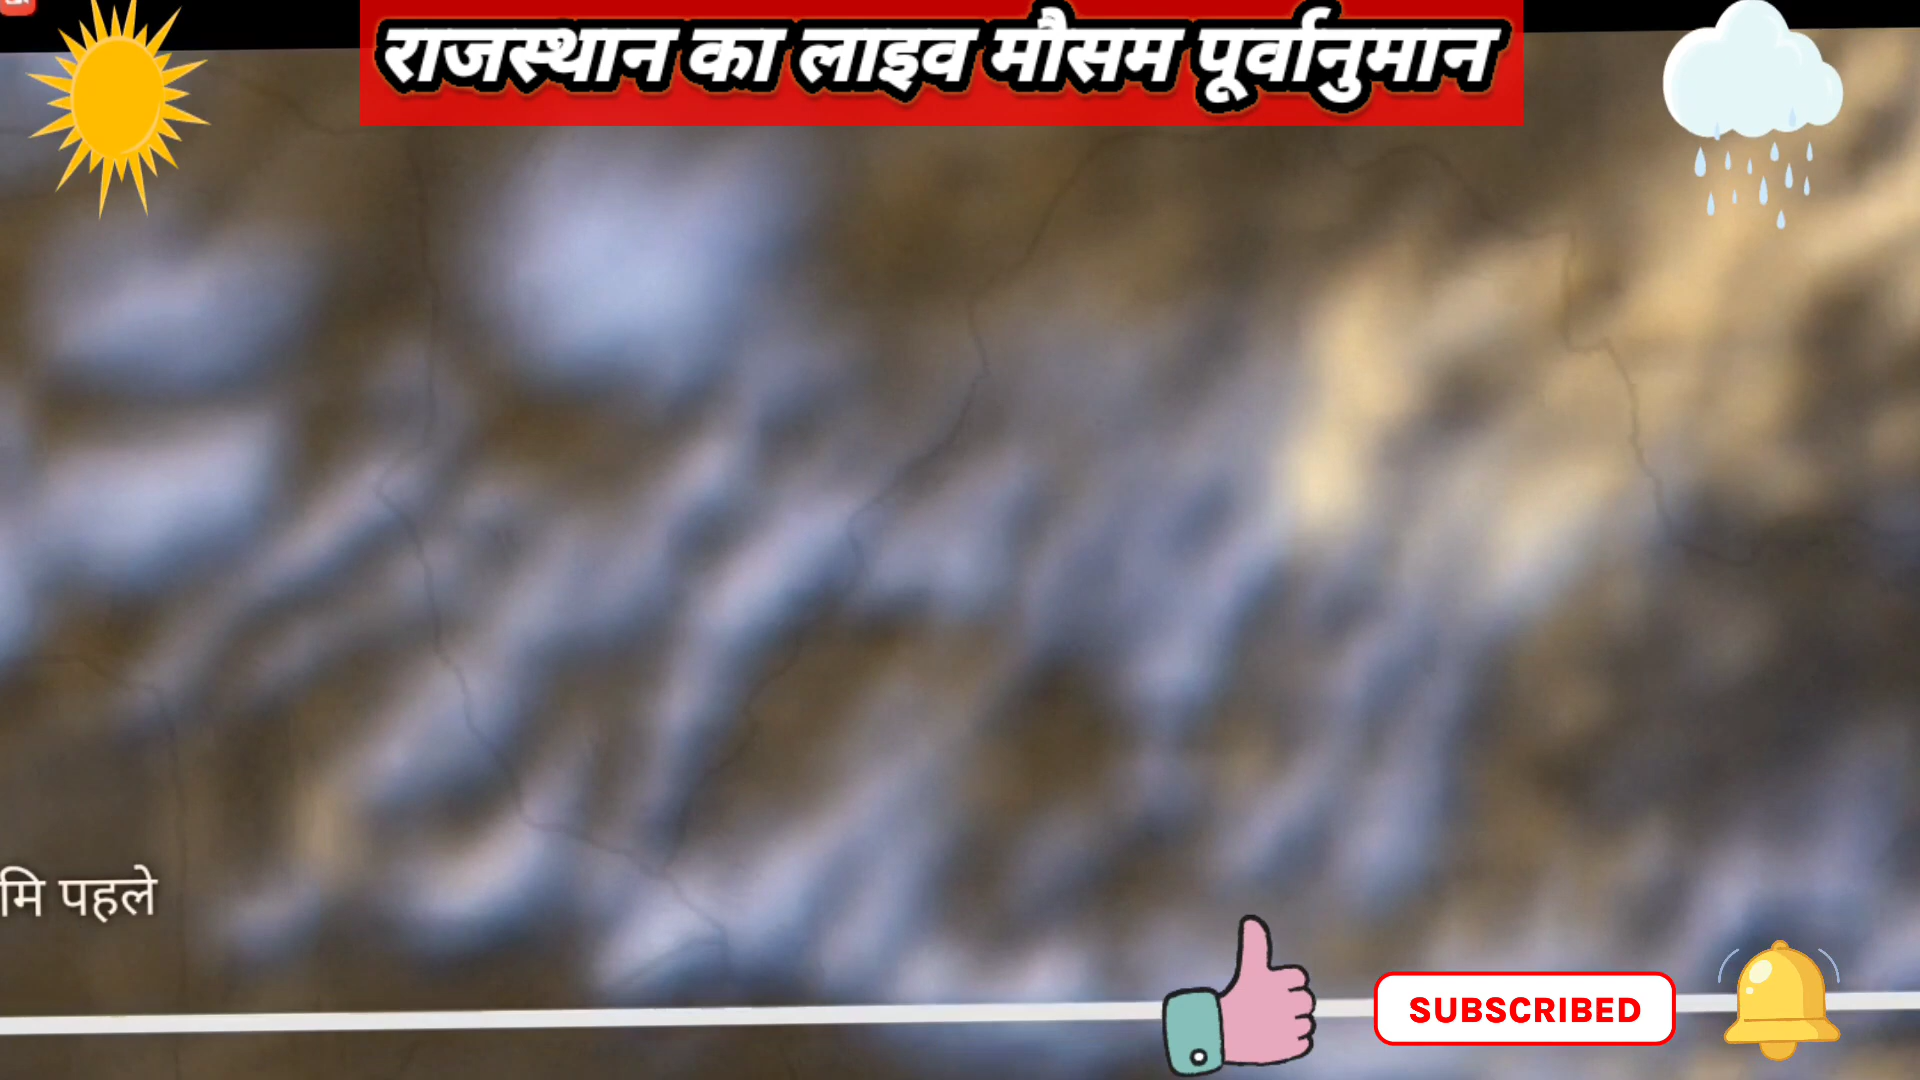 राजस्थान का लाइव मौसम पूर्वानुमान
मि पहले
SUBSCRIBED